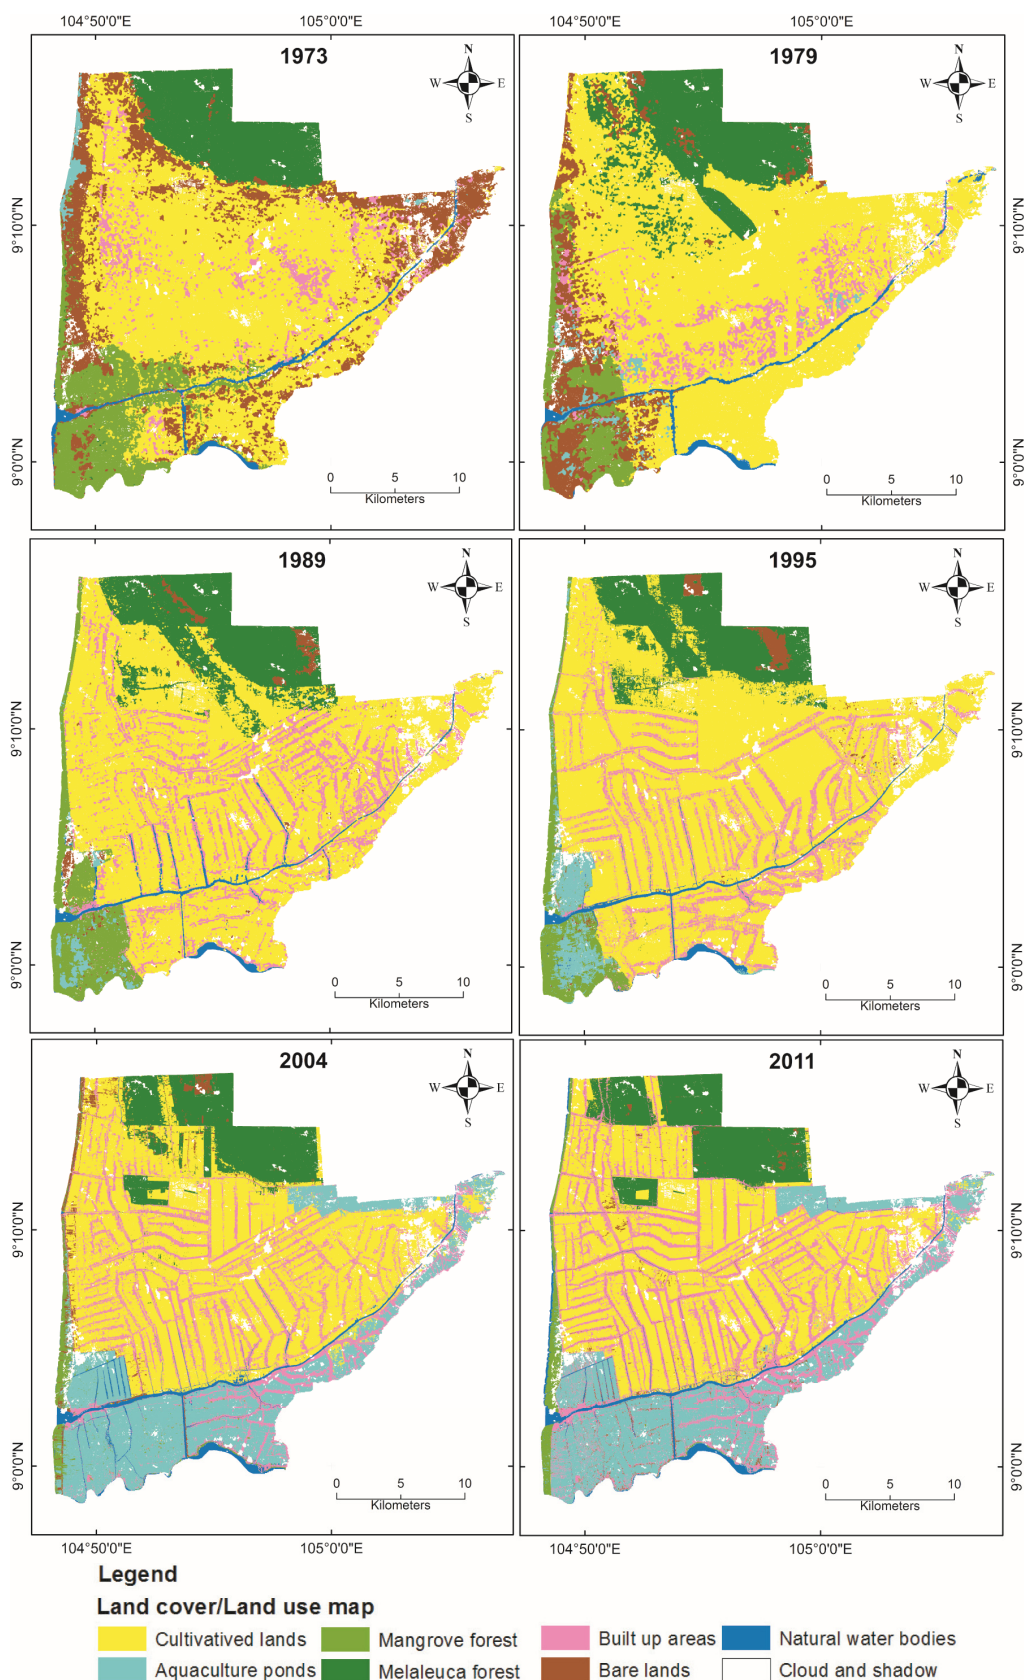 104°50'0"E 105°0'0"E 104°50'0"E 105°0'0"E
1973
N
W E
S
9°10'0"N
9°0'0"N
0 5 10
Kilometers
1979
N
W E
S
9°10'0"N
9°0'0"N
0 5 10
Kilometers
1989
N
W E
S
9°10'0"N
9°0'0"N
0 5 10
Kilometers
1995
N
W E
S
9°10'0"N
9°0'0"N
0 5 10
Kilometers
2004
N
W E
S
9°10'0"N
9°0'0"N
0 5 10
Kilometers
2011
N
W E
S
9°10'0"N
9°0'0"N
0 5 10
Kilometers
104°50'0"E 105°0'0"E 104°50'0"E 105°0'0"E
Legend
Land cover/Land use map
Cultivatived lands Mangrove forest Built up areas Natural water bodies
Aquaculture ponds Melaleuca forest Bare lands Cloud and shadow